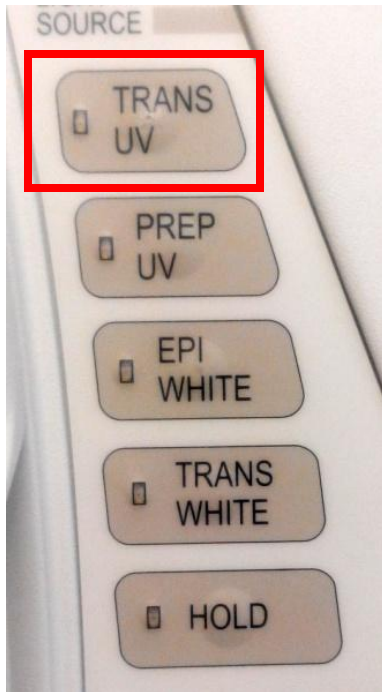 SOURCE
TRANS
UV
PREP
UV
EPI
WHITE
TRANS
WHITE
HOLD